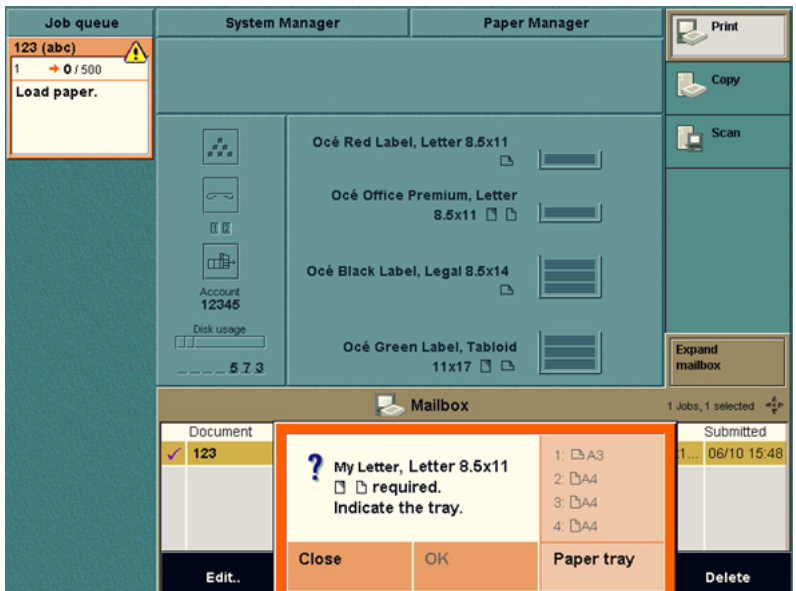 Job queue
System Manager
Paper Manager
Print
123 (abc)
1 → 0 / 500
Load paper.
Copy
Scan
Océ Red Label, Letter 8.5x11
Océ Office Premium, Letter
8.5x11
Océ Black Label, Legal 8.5x14
Account
12345
Disk usage
Océ Green Label, Tabloid
11x17
_ _ _ _ 5 7 3
Expand
mailbox
Mailbox
1 Jobs, 1 selected
Document
Submitted
123
:1... 06/10 15:48
My Letter, Letter 8.5x11
required.
Indicate the tray.
1: A3
2: A4
3: A4
4: A4
Close
OK
Paper tray
Edit..
Delete